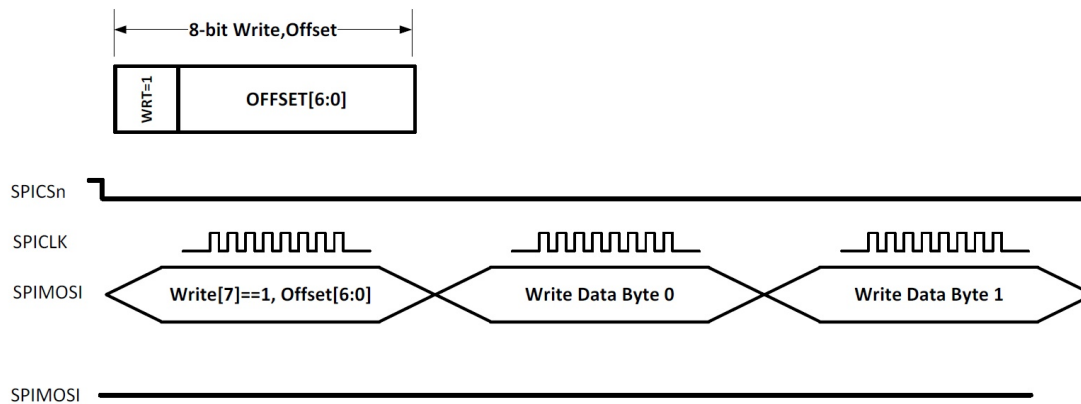 8-bit Write,Offset
WRT=1
OFFSET[6:0]
SPICSn
SPICLK
SPIMOSI
Write[7]==1, Offset[6:0]
Write Data Byte 0
Write Data Byte 1
SPIMOSI